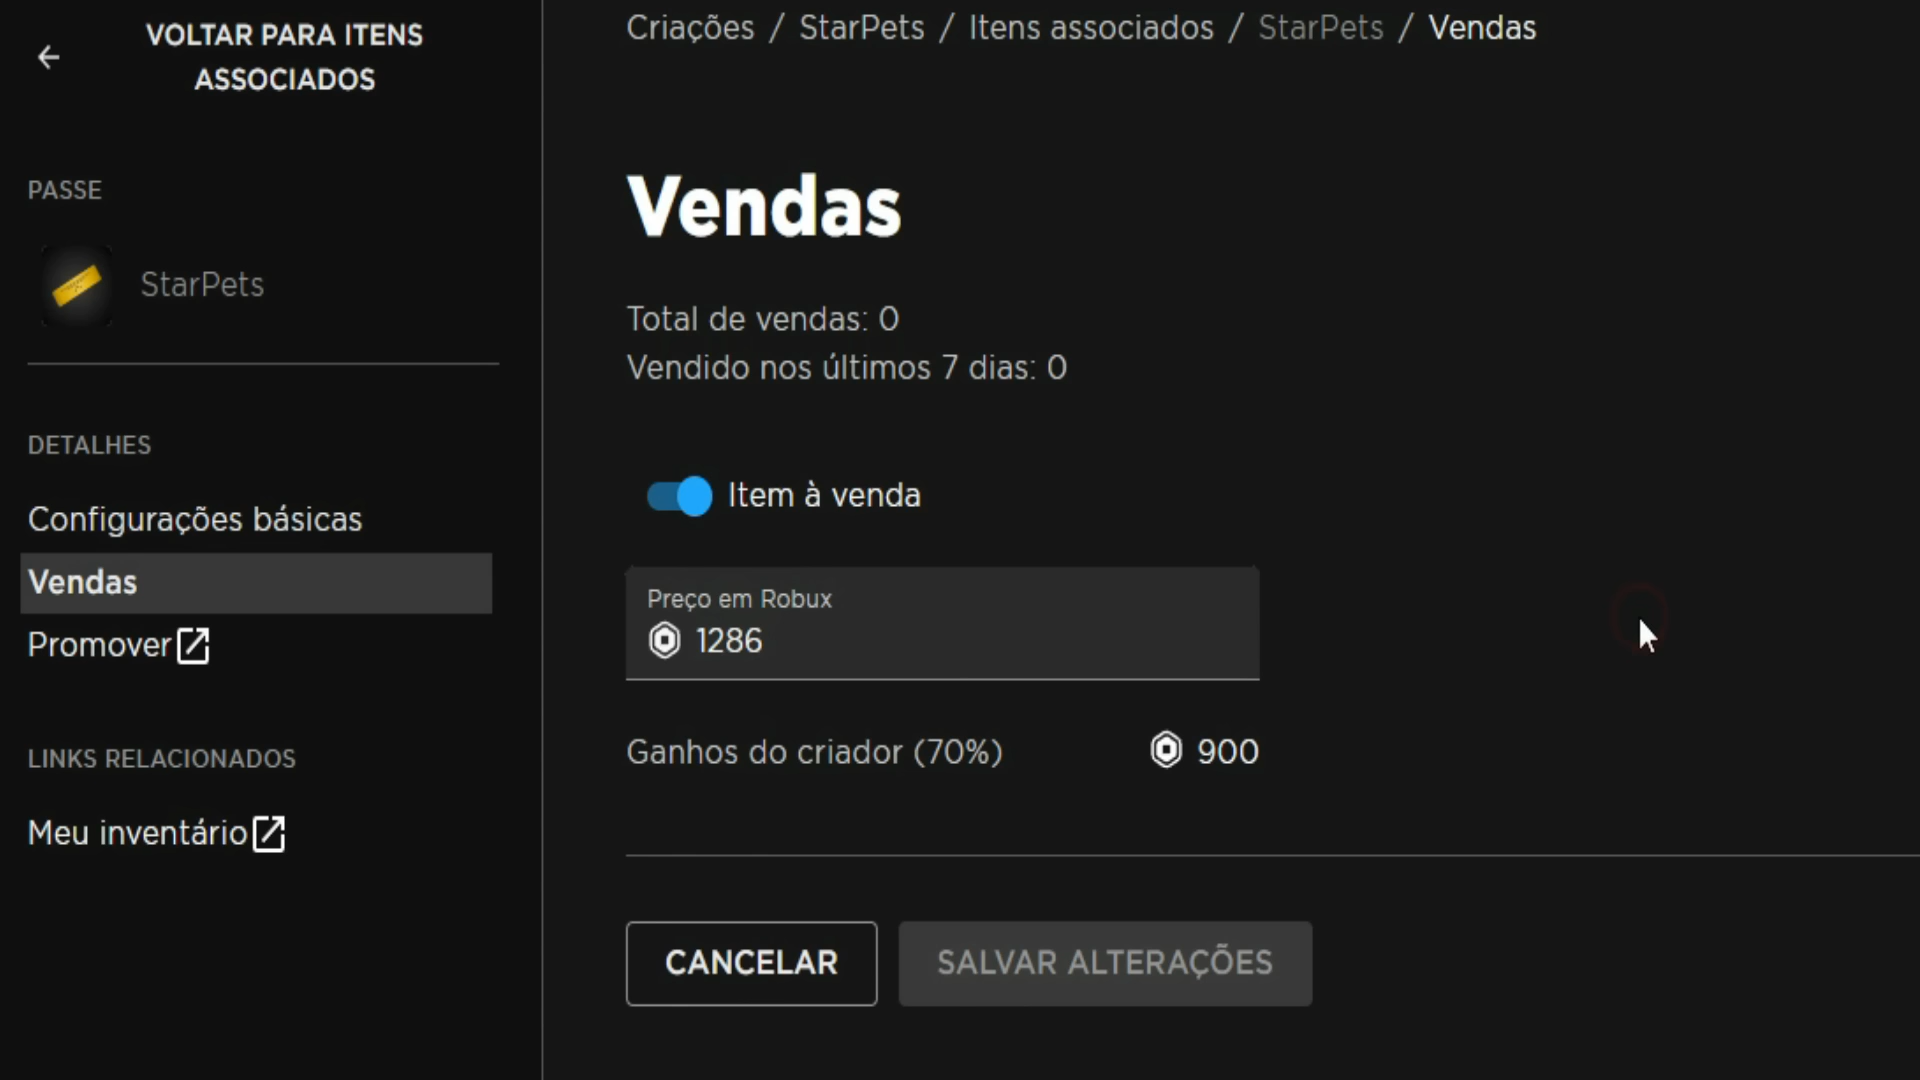 VOLTAR PARA ITENS
ASSOCIADOS
PASSE
StarPets
DETALHES
Configurações básicas
Vendas
Promover
LINKS RELACIONADOS
Meu inventário
Criações / StarPets / Itens associados / StarPets / Vendas
Vendas
Total de vendas: 0
Vendido nos últimos 7 dias: 0
Item à venda
Preço em Robux
1286
Ganhos do criador (70%) 900
CANCELAR SALVAR ALTERAÇÕES